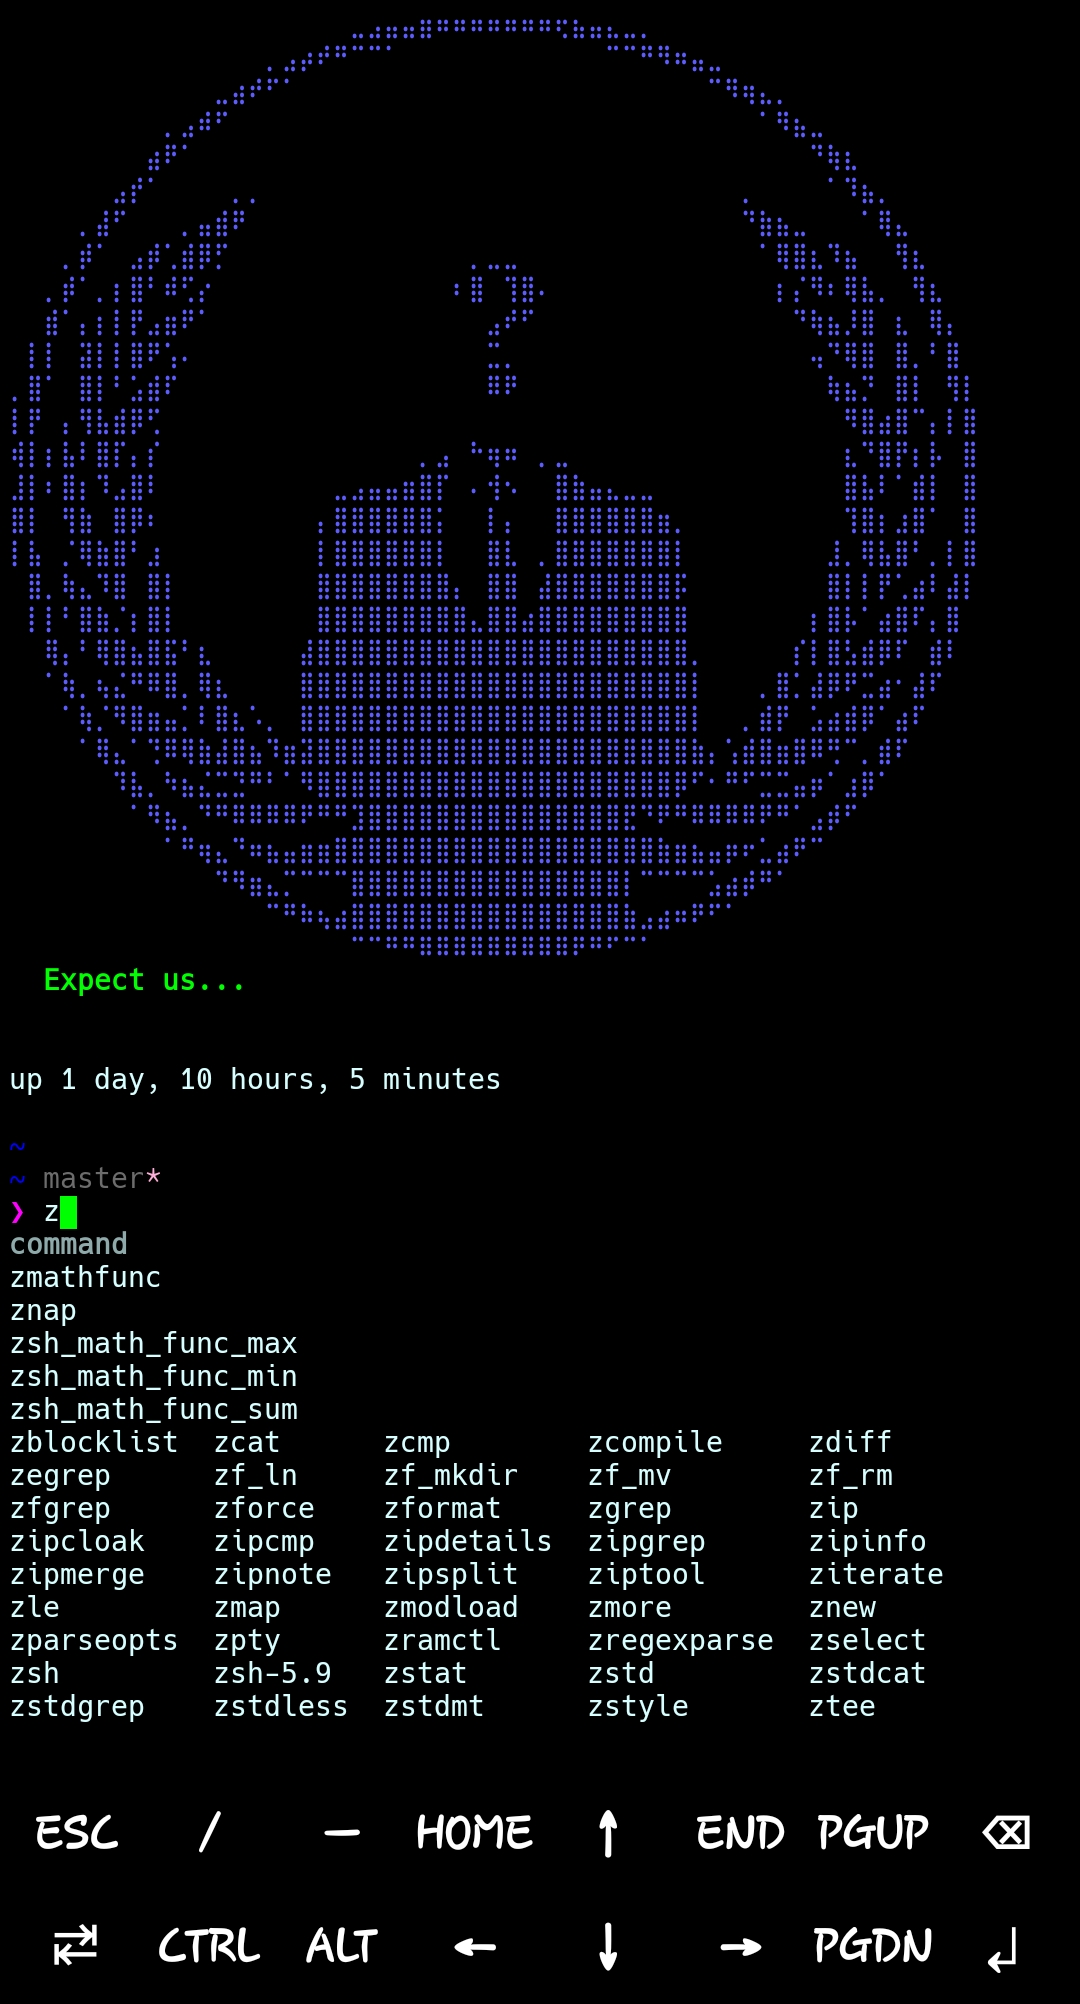 ?
Expect us...
up 1 day, 10 hours, 5 minutes
~
~ master*
❯ z
command
zmathfunc
znap
zsh_math_func_max
zsh_math_func_min
zsh_math_func_sum
zblocklist zcat zcmp zcompile zdiff
zegrep zf_ln zf_mkdir zf_mv zf_rm
zfgrep zforce zformat zgrep zip
zipcloak zipcmp zipdetails zipgrep zipinfo
zipmerge zipnote zipsplit ziptool ziterate
zle zmap zmodload zmore znew
zparseopts zpty zramctl zregexparse zselect
zsh zsh-5.9 zstat zstd zstdcat
zstdgrep zstdless zstdmt zstyle ztee
ESC / — HOME ↑ END PGUP ⌫
↹ CTRL ALT ← ↓ → PGDN ↲